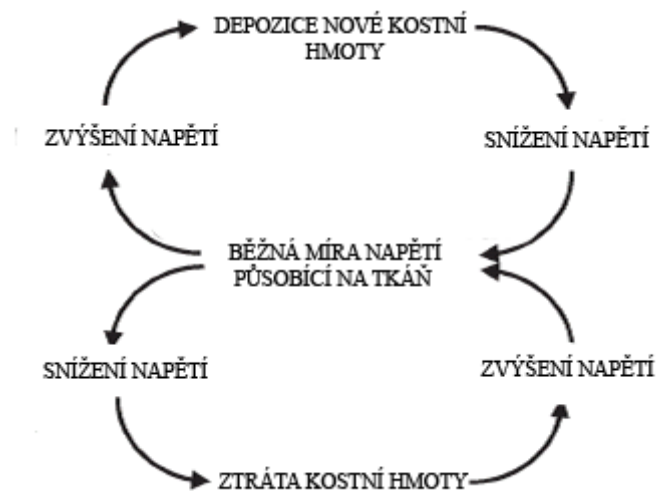 DEPOZICE NOVÉ KOSTNÍ
HMOTY
ZVÝŠENÍ NAPĚTÍ
SNÍŽENÍ NAPĚTÍ
BĚŽNÁ MÍRA NAPĚTÍ
PŮSOBÍCÍ NA TKÁŇ
SNÍŽENÍ NAPĚTÍ
ZVÝŠENÍ NAPĚTÍ
ZTRÁTA KOSTNÍ HMOTY